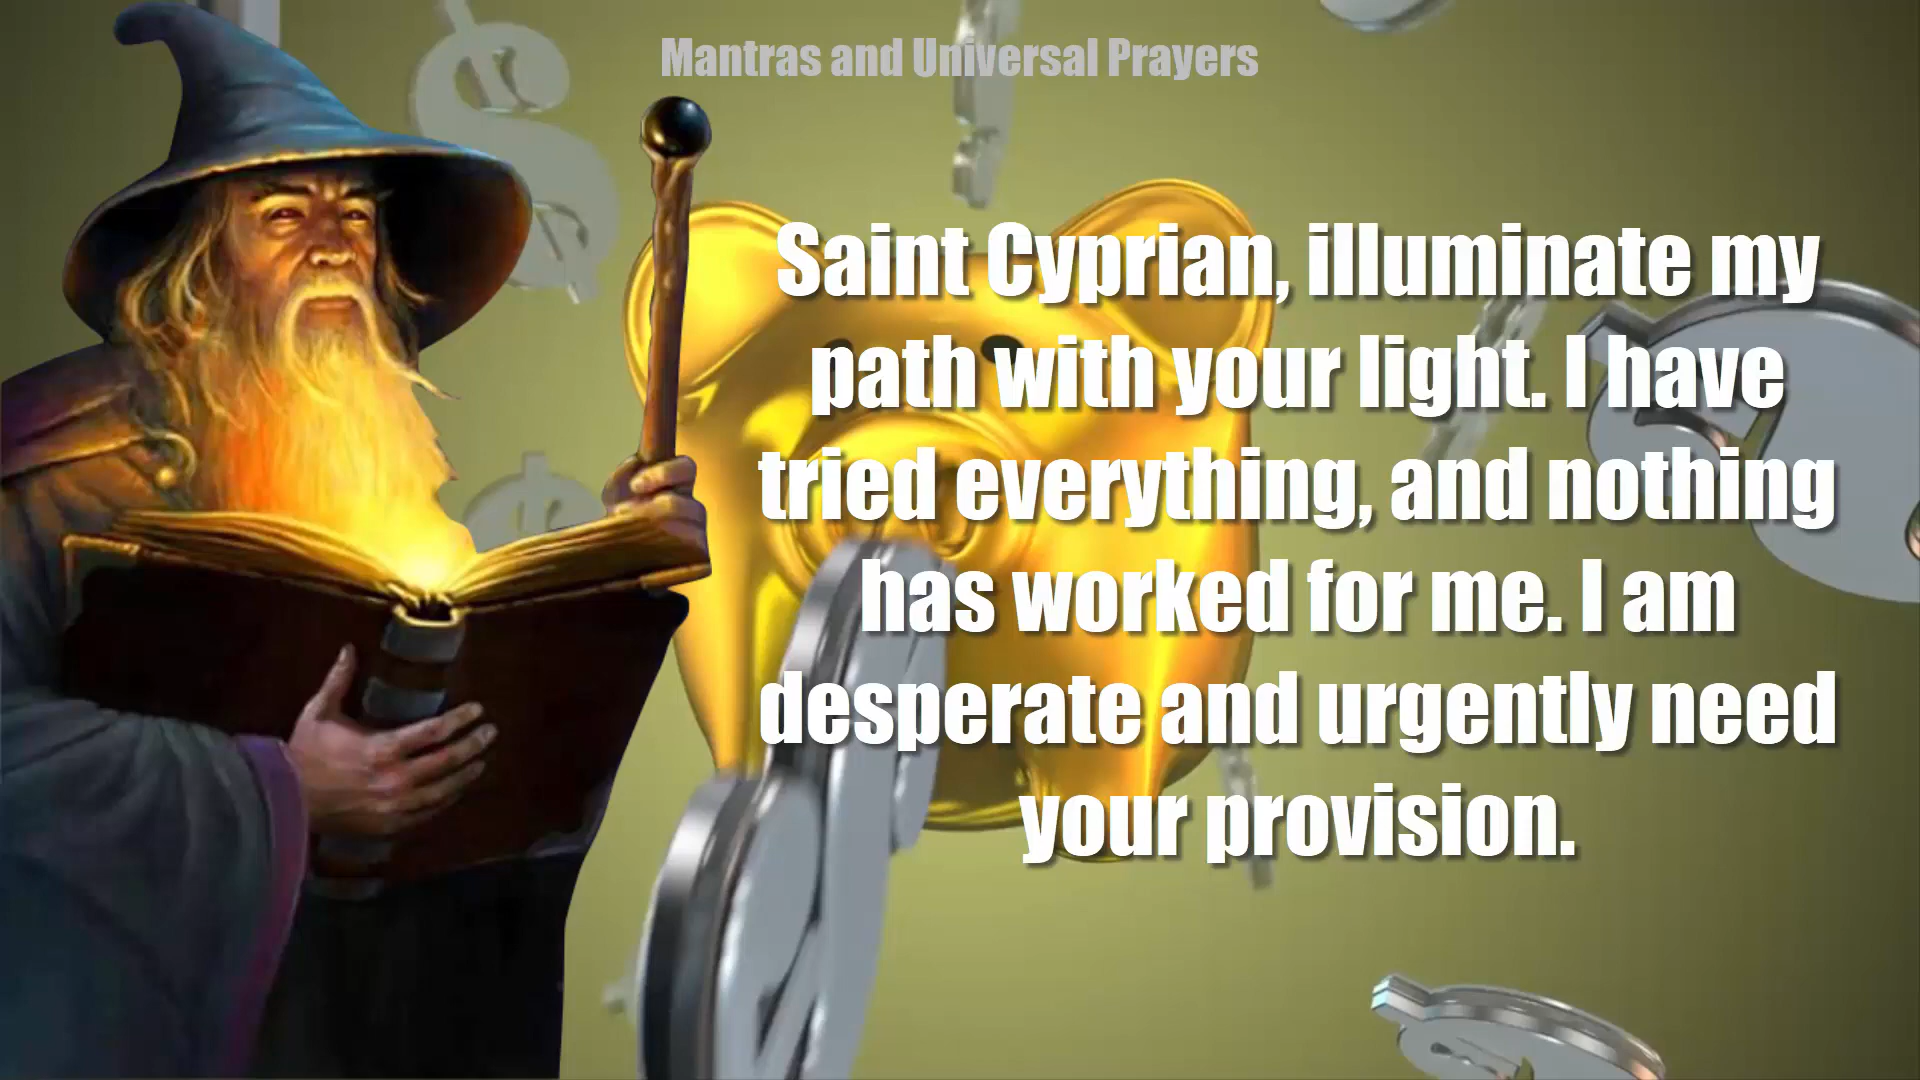 Mantras and Universal Prayers
Saint Cyprian, illuminate my
path with your light. I have
tried everything, and nothing
has worked for me. I am
desperate and urgently need
your provision.